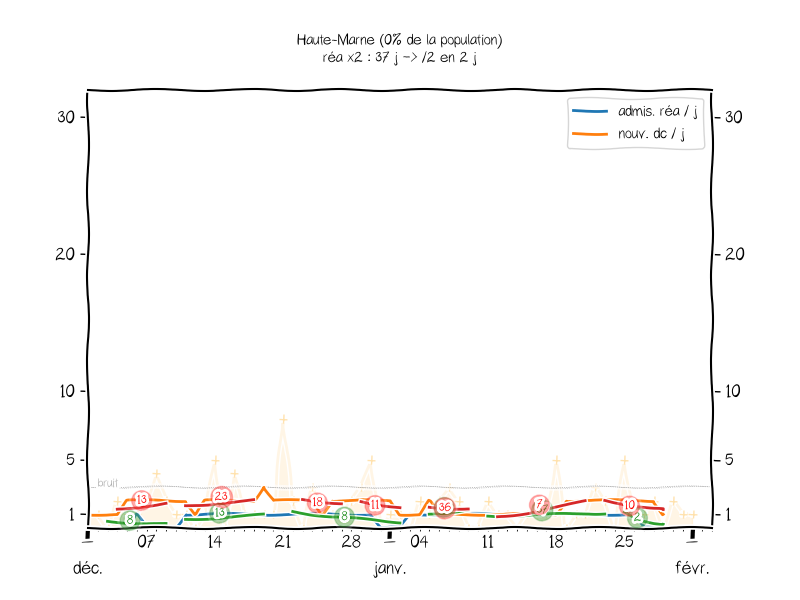 Haute-Marne (0% de la population)
réa x2 : 37 j -> /2 en 2 j
admis. réa / j
nouv. dc / j
30 30
20 20
10 10
5 5
bruit
1 1
13 23 18 11 36 7 10
8 13 8 2
07 14 21 28 04 11 18 25
déc. janv. févr.